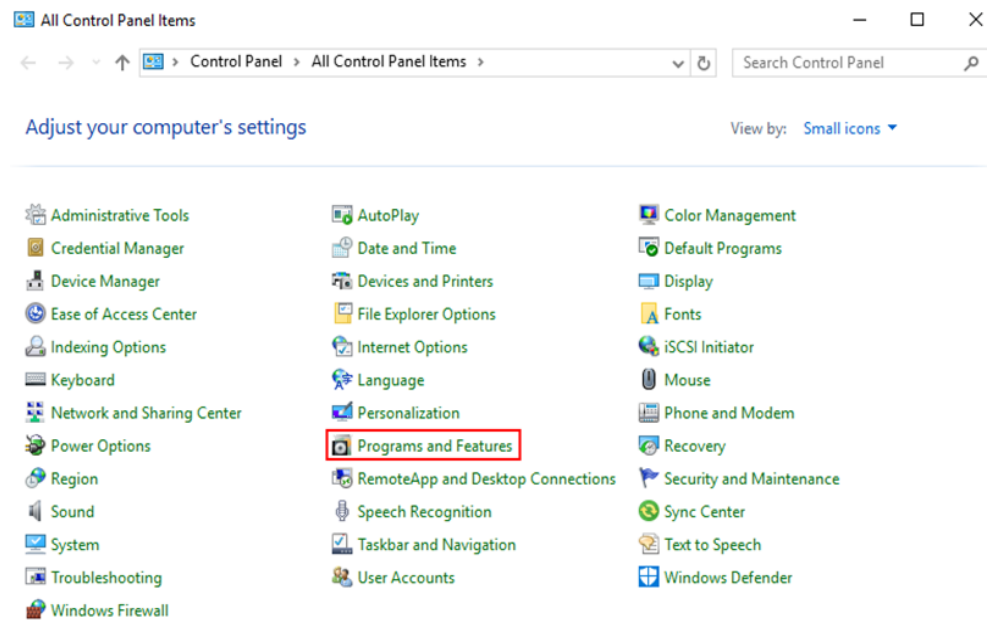 All Control Panel Items
Control Panel > All Control Panel Items >
Search Control Panel
Adjust your computer's settings
View by: Small icons
Administrative Tools
AutoPlay
Color Management
Credential Manager
Date and Time
Default Programs
Device Manager
Devices and Printers
Display
Ease of Access Center
File Explorer Options
Fonts
Indexing Options
Internet Options
iSCSI Initiator
Keyboard
Language
Mouse
Network and Sharing Center
Personalization
Phone and Modem
Power Options
Programs and Features
Recovery
Region
RemoteApp and Desktop Connections
Security and Maintenance
Sound
Speech Recognition
Sync Center
System
Taskbar and Navigation
Text to Speech
Troubleshooting
User Accounts
Windows Defender
Windows Firewall